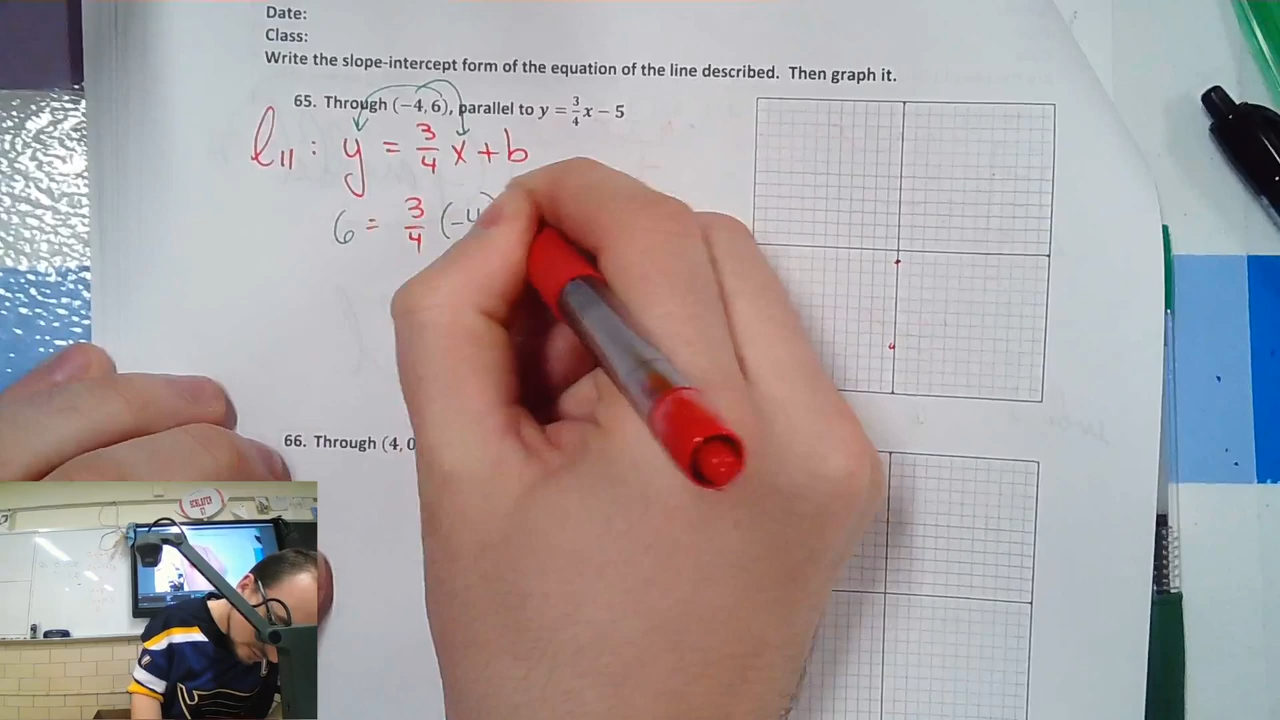 Date:
Class:
Write the slope-intercept form of the equation of the line described. Then graph it.
65. Through (−4, 6), parallel to y = 3/4 x − 5
l∥ : y = 3/4 x + b
6 = 3/4 (-4)
66. Through (4, 0